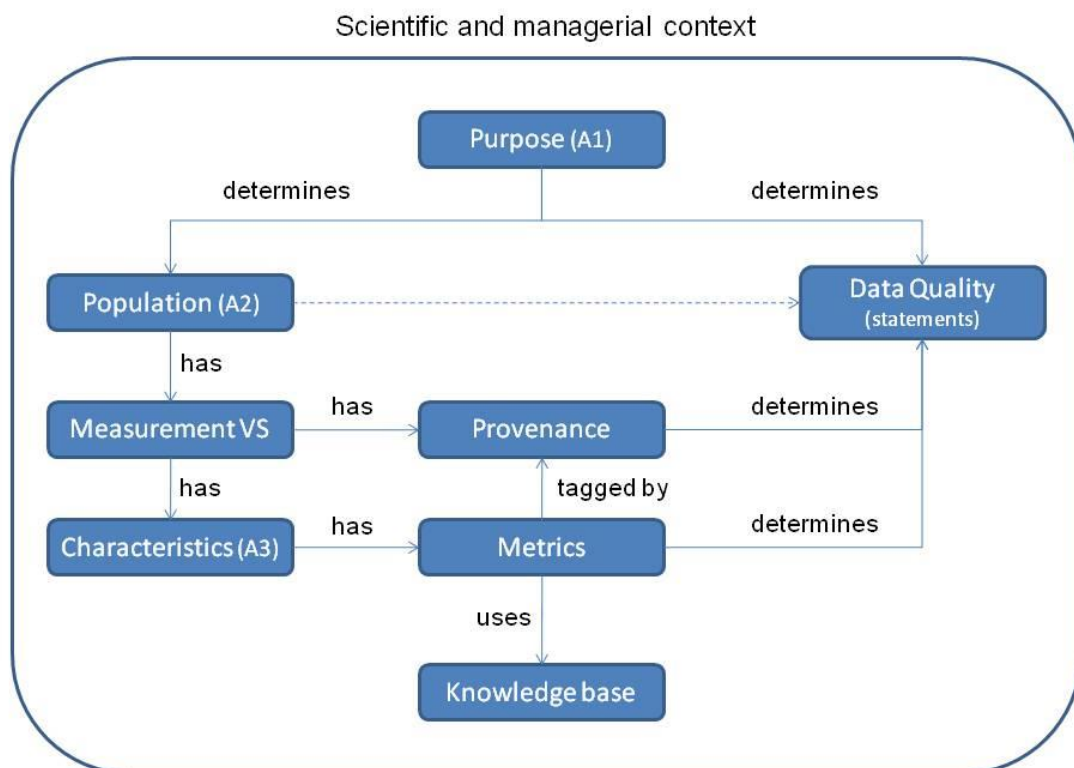 Scientific and managerial context
Purpose (A1)
determines
determines
Population (A2)
Data Quality
(statements)
has
Measurement VS
has
Provenance
determines
has
tagged by
Characteristics (A3)
has
Metrics
determines
uses
Knowledge base